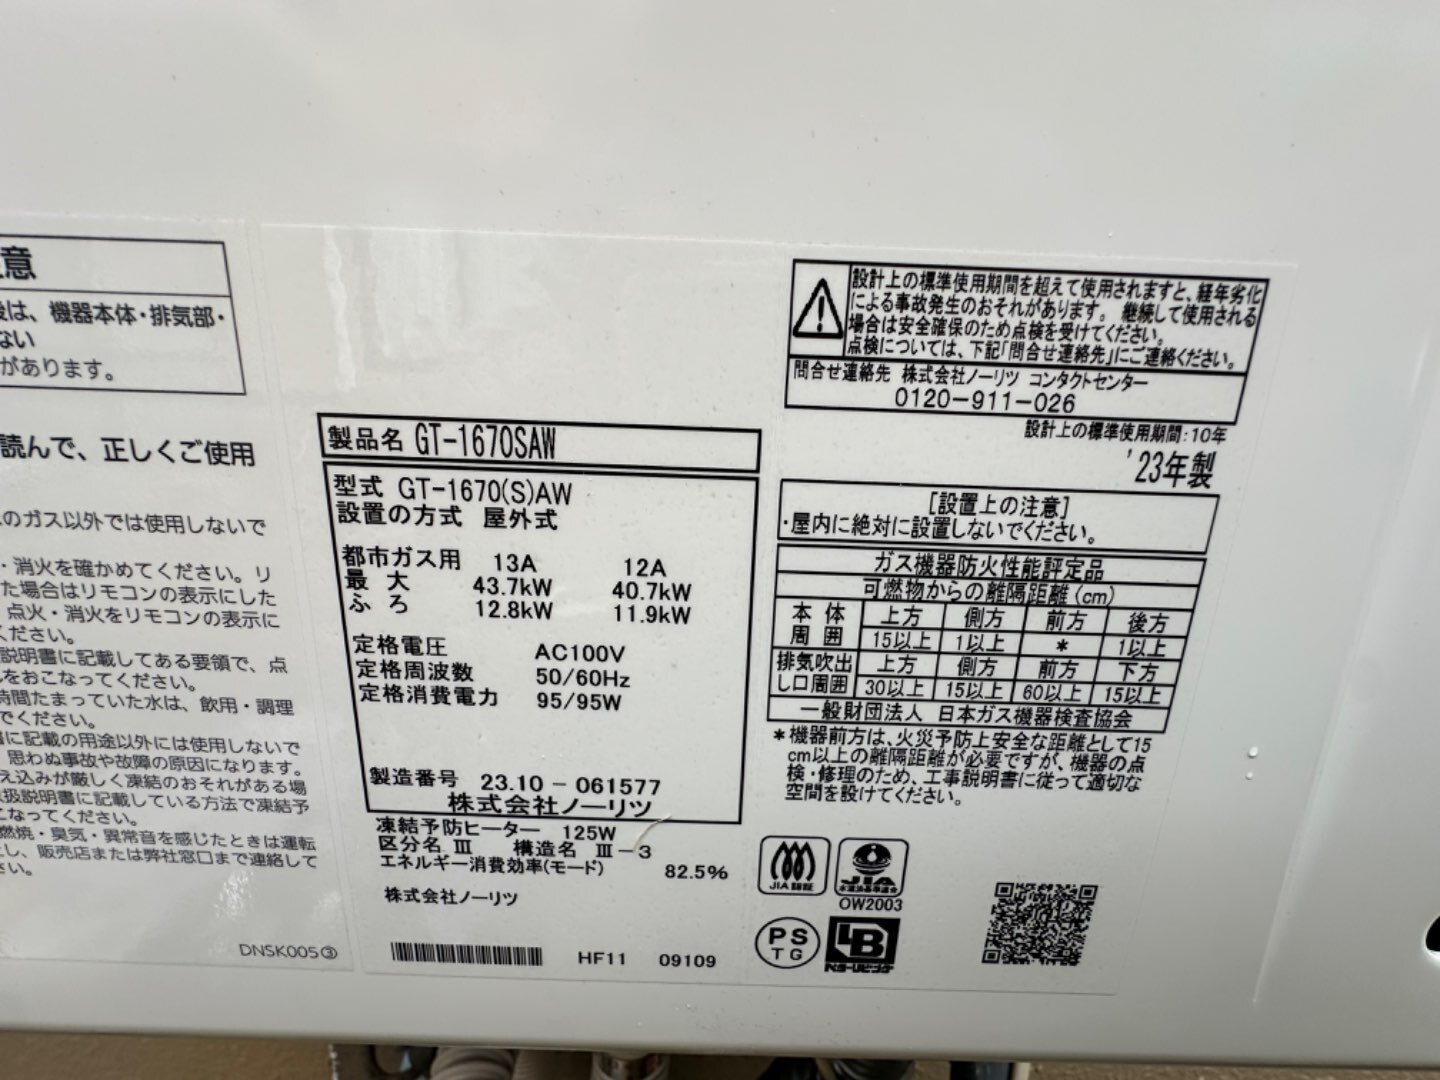 意
は、機器本体・排気部・
ない
があります。
読んで、正しくご使用
のガス以外では使用しないで
・消火を確かめてください。リ
た場合はリモコンの表示にした
点火・消火をリモコンの表示に
ください。
説明書に記載してある要領で、点
をおこなってください。
時間たまっていた水は、飲用・調理
でください。
に記載の用途以外には使用しないで
思わぬ事故や故障の原因になります。
え込みが厳しく凍結のおそれがある場
扱説明書に記載している方法で凍結予
こなってください。
燃焼・臭気・異常音を感じたときは運転
し、販売店または弊社窓口まで連絡して
さい。
DNSK005③
製品名 GT-1670SAW
型式 GT-1670(S)AW
設置の方式 屋外式
都市ガス用 13A 12A
最大 43.7kW 40.7kW
ふろ 12.8kW 11.9kW
定格電圧 AC100V
定格周波数 50/60Hz
定格消費電力 95/95W
製造番号 23.10-061577
株式会社ノーリツ
凍結予防ヒーター 125W
区分名 Ⅲ 構造名 Ⅲ-3
エネルギー消費効率(モード) 82.5%
株式会社ノーリツ
HF11 09109
設計上の標準使用期間を超えて使用されますと、経年劣化
による事故発生のおそれがあります。継続して使用される
場合は安全確保のため点検を受けてください。
点検については、下記「問合せ連絡先」にご連絡ください。
問合せ連絡先 株式会社ノーリツ コンタクトセンター
0120-911-026
設計上の標準使用期間:10年
'23年製
[設置上の注意]
・屋内に絶対に設置しないでください。
ガス機器防火性能評定品
可燃物からの離隔距離(cm)
本体周囲 上方 側方 前方 後方
15以上 1以上 * 1以上
排気吹出し口周囲 上方 側方 前方 下方
30以上 15以上 60以上 15以上
一般財団法人 日本ガス機器検査協会
*機器前方は、火災予防上安全な距離として15
cm以上の離隔距離が必要ですが、機器の点
検・修理のため、工事説明書に従って適切な
空間を設けてください。
JIA 認証
JIA
水道法基準適合
OW2003
PS
TG
BL
ベターリビング